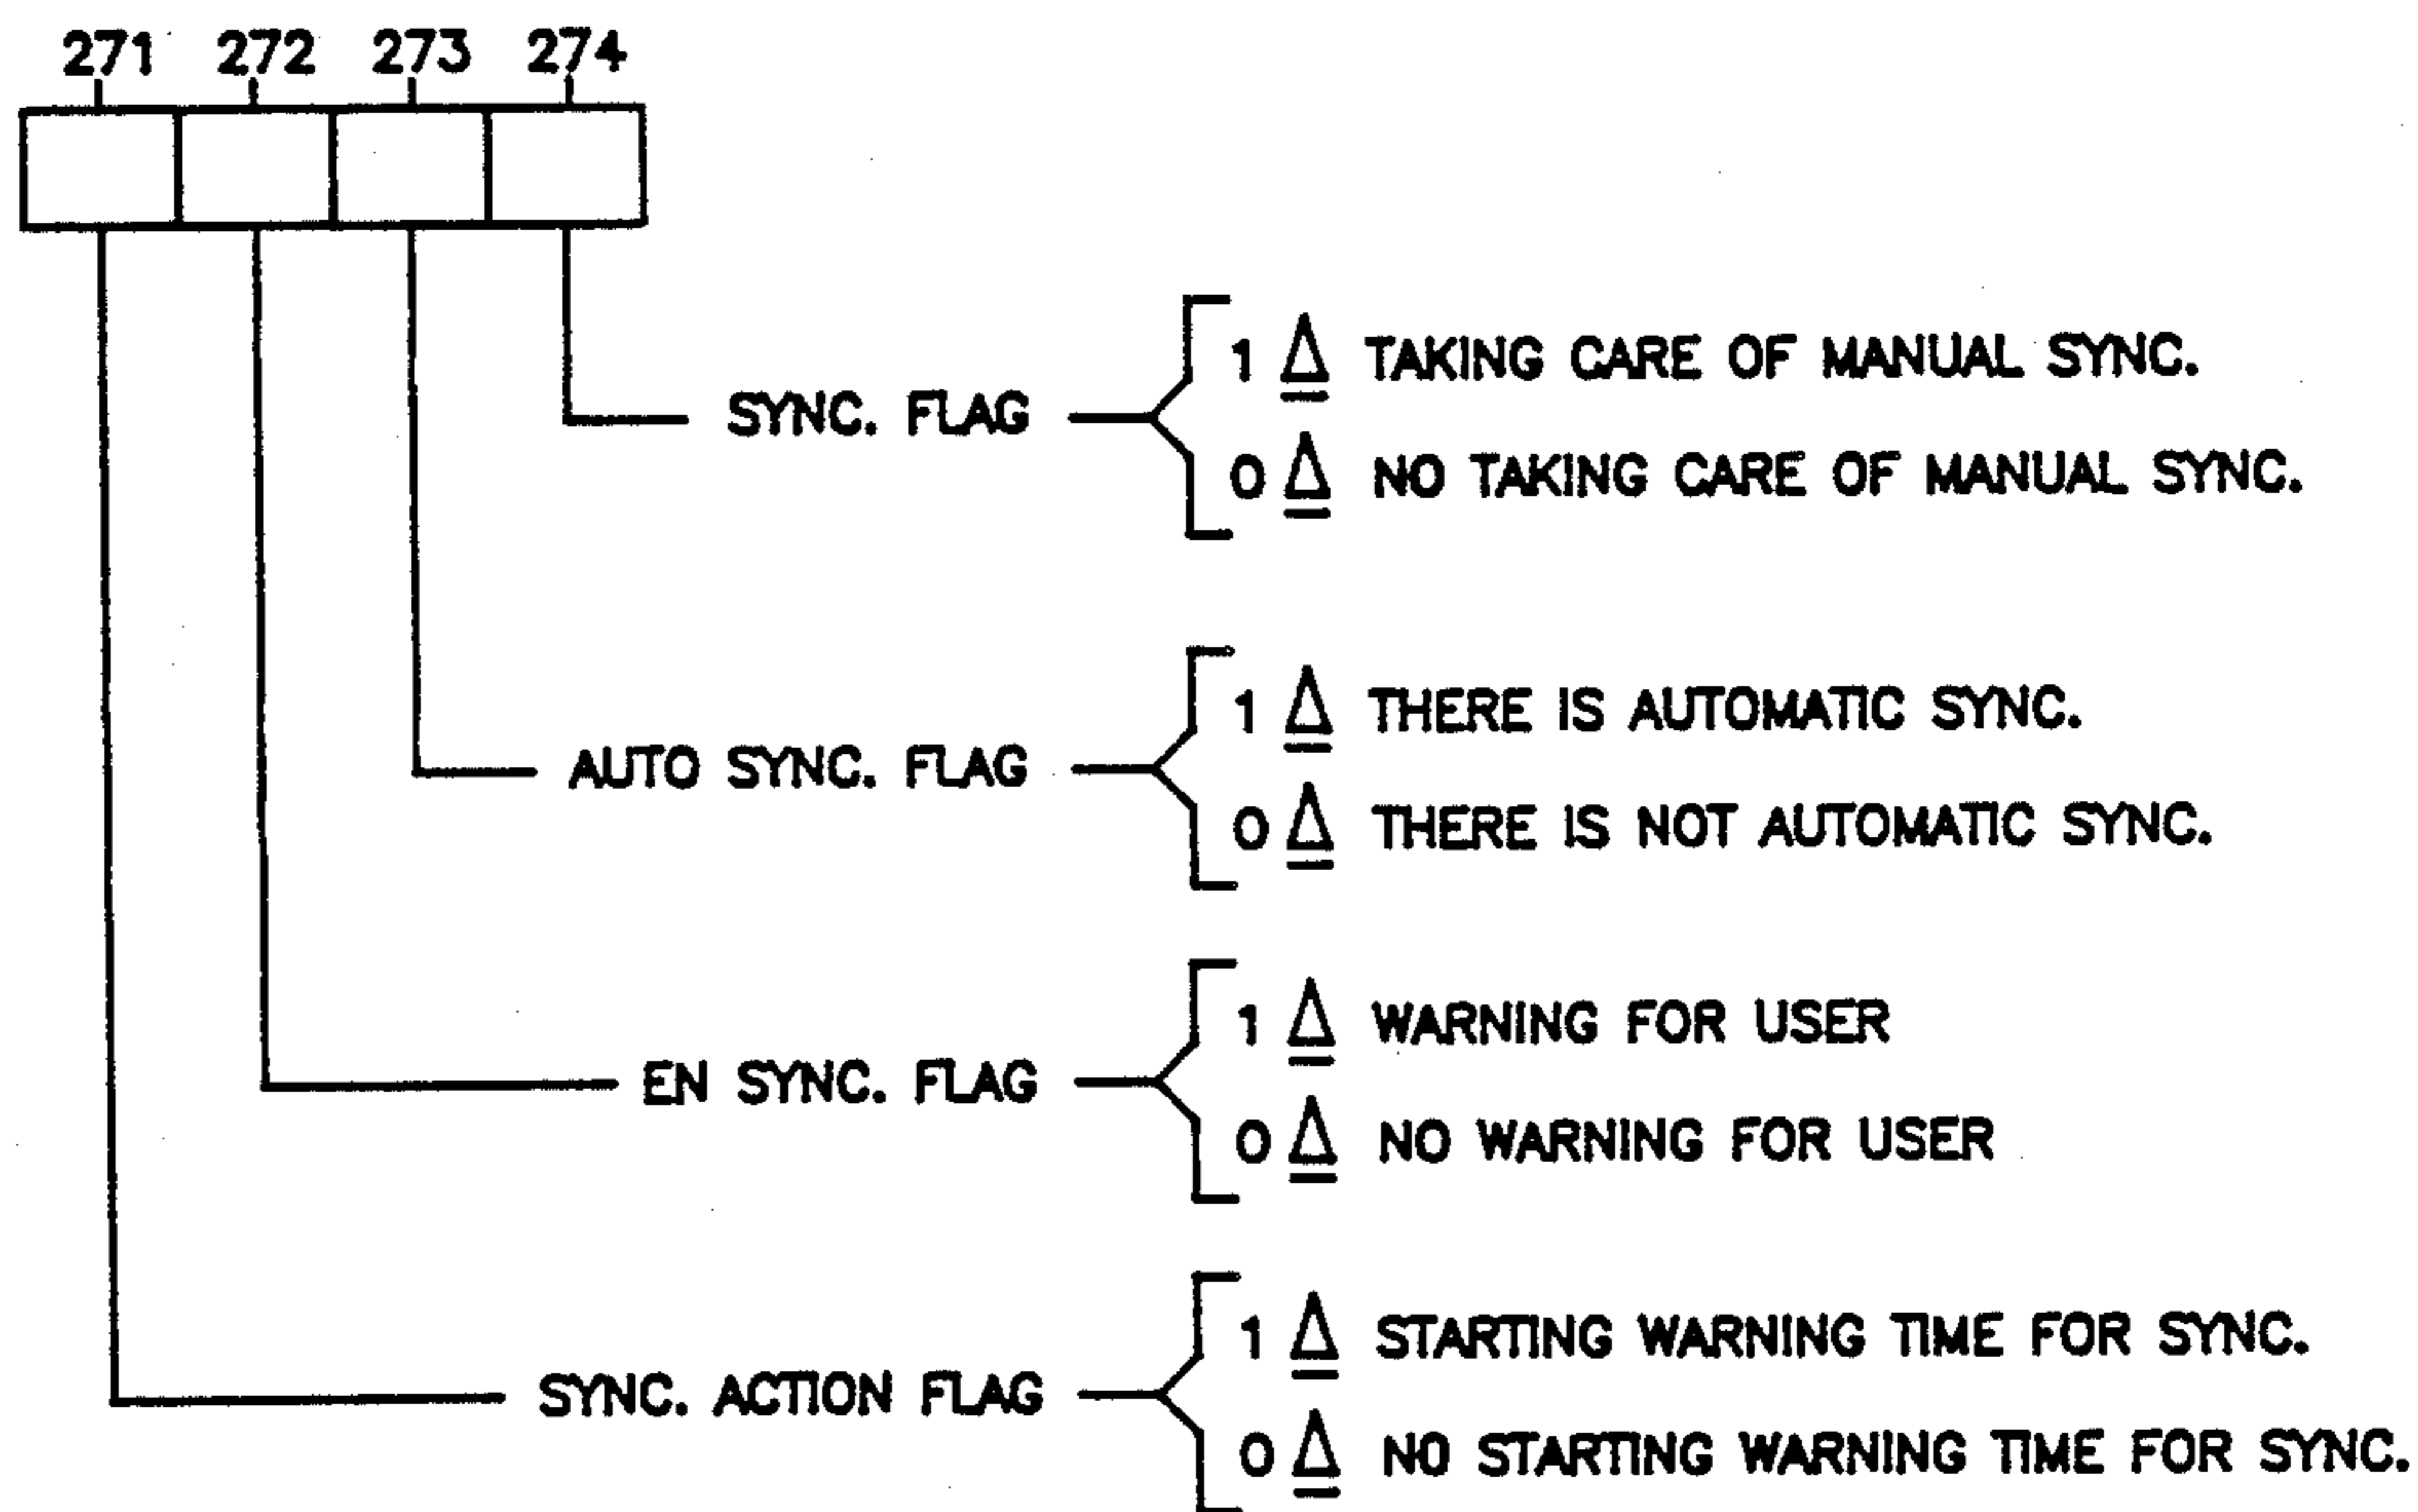 271 272 273 274
1 ≙ TAKING CARE OF MANUAL SYNC.
SYNC. FLAG
0 ≙ NO TAKING CARE OF MANUAL SYNC.
1 ≙ THERE IS AUTOMATIC SYNC.
AUTO SYNC. FLAG
0 ≙ THERE IS NOT AUTOMATIC SYNC.
1 ≙ WARNING FOR USER
EN SYNC. FLAG
0 ≙ NO WARNING FOR USER
1 ≙ STARTING WARNING TIME FOR SYNC.
SYNC. ACTION FLAG
0 ≙ NO STARTING WARNING TIME FOR SYNC.